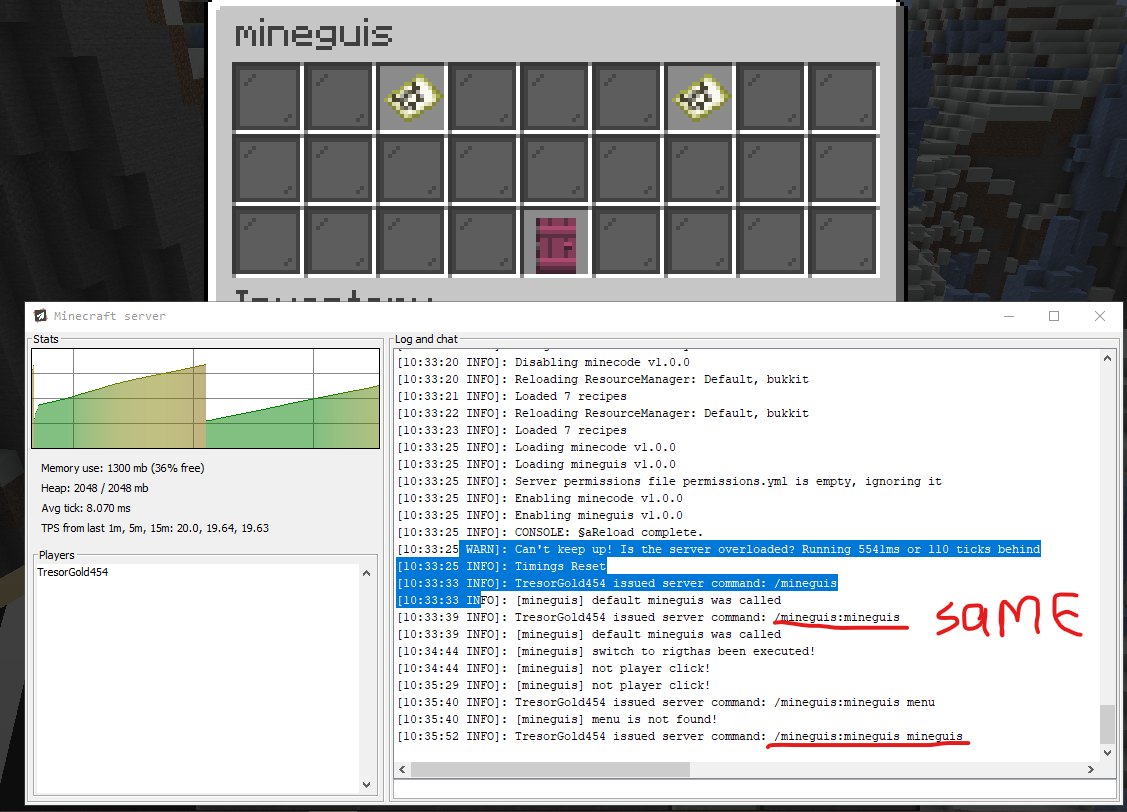 mineguis
Inventory
Minecraft server
Stats
Memory use: 1300 mb (36% free)
Heap: 2048 / 2048 mb
Avg tick: 8.070 ms
TPS from last 1m, 5m, 15m: 20.0, 19.64, 19.63
Players
TresorGold454
Log and chat
[10:33:20 INFO]: Disabling minecode v1.0.0
[10:33:20 INFO]: Reloading ResourceManager: Default, bukkit
[10:33:21 INFO]: Loaded 7 recipes
[10:33:22 INFO]: Reloading ResourceManager: Default, bukkit
[10:33:23 INFO]: Loaded 7 recipes
[10:33:25 INFO]: Loading minecode v1.0.0
[10:33:25 INFO]: Loading mineguis v1.0.0
[10:33:25 INFO]: Server permissions file permissions.yml is empty, ignoring it
[10:33:25 INFO]: Enabling minecode v1.0.0
[10:33:25 INFO]: Enabling mineguis v1.0.0
[10:33:25 INFO]: CONSOLE: §aReload complete.
[10:33:25 WARN]: Can't keep up! Is the server overloaded? Running 5541ms or 110 ticks behind
[10:33:25 INFO]: Timings Reset
[10:33:33 INFO]: TresorGold454 issued server command: /mineguis
[10:33:33 INFO]: [mineguis] default mineguis was called
[10:33:39 INFO]: TresorGold454 issued server command: /mineguis:mineguis
saME
[10:33:39 INFO]: [mineguis] default mineguis was called
[10:34:44 INFO]: [mineguis] switch to rigthas been executed!
[10:34:44 INFO]: [mineguis] not player click!
[10:35:29 INFO]: [mineguis] not player click!
[10:35:40 INFO]: TresorGold454 issued server command: /mineguis:mineguis menu
[10:35:40 INFO]: [mineguis] menu is not found!
[10:35:52 INFO]: TresorGold454 issued server command: /mineguis:mineguis mineguis